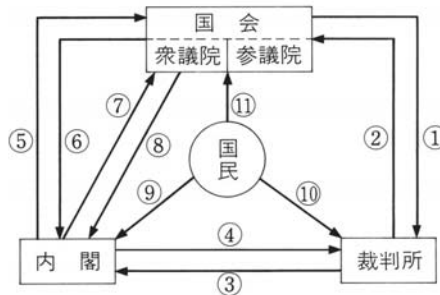 国会
衆議院 参議院
⑦
⑪
⑤ ⑥ ⑧ ② ①
国民
⑨ ⑩
④
内閣 裁判所
③